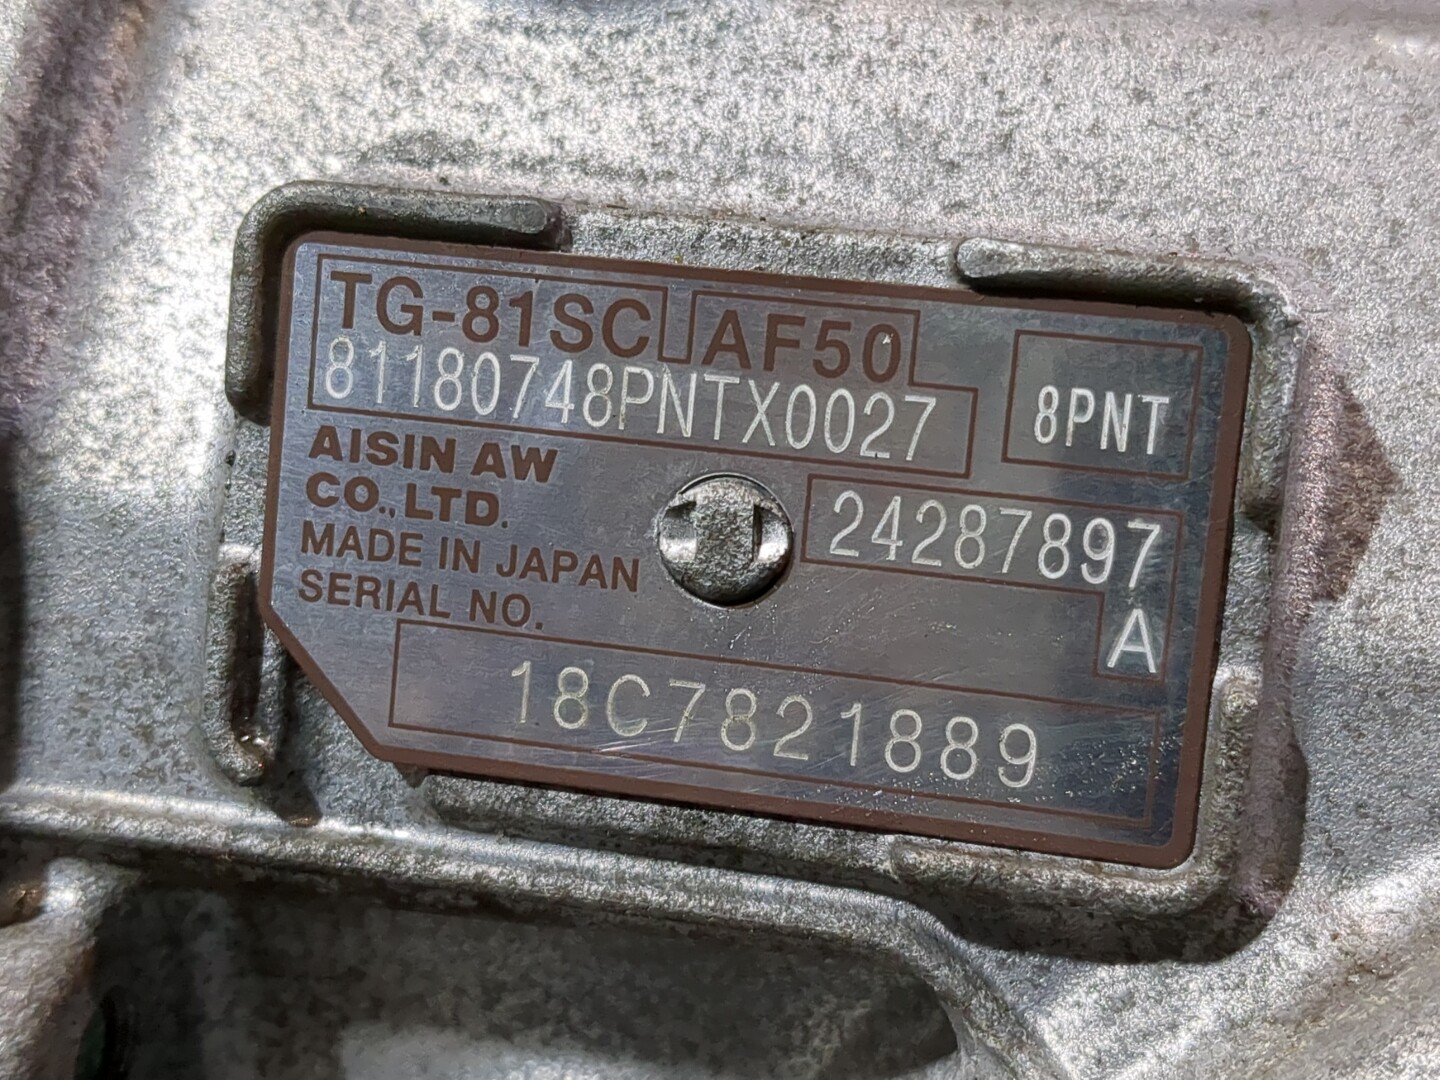 TG-81SC AF50
81180748PNTX0027
8PNT
AISIN AW
CO.,LTD.
MADE IN JAPAN
SERIAL NO.
24287897
A
18C7821889